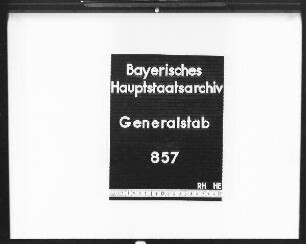 Bayerisches
Hauptstaatsarchiv
Generalstab
857
RH HE